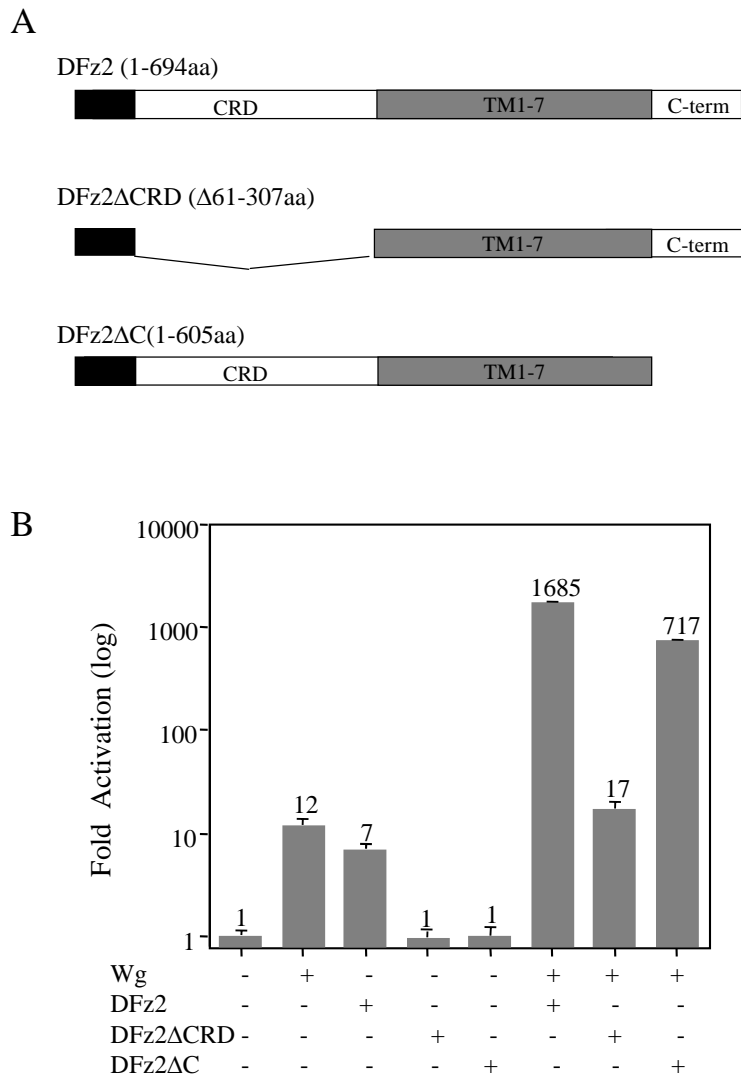 A
DFz2 (1-694aa)
CRD TM1-7 C-term
DFz2ΔCRD (Δ61-307aa)
TM1-7 C-term
DFz2ΔC(1-605aa)
CRD TM1-7
B
Fold Activation (log)
10000
1000
100
10
1
1 12 7 1 1 1685 17 717
Wg - + - - - + + +
DFz2 - - + - - + - -
DFz2ΔCRD - - - + - - + -
DFz2ΔC - - - - + - - +